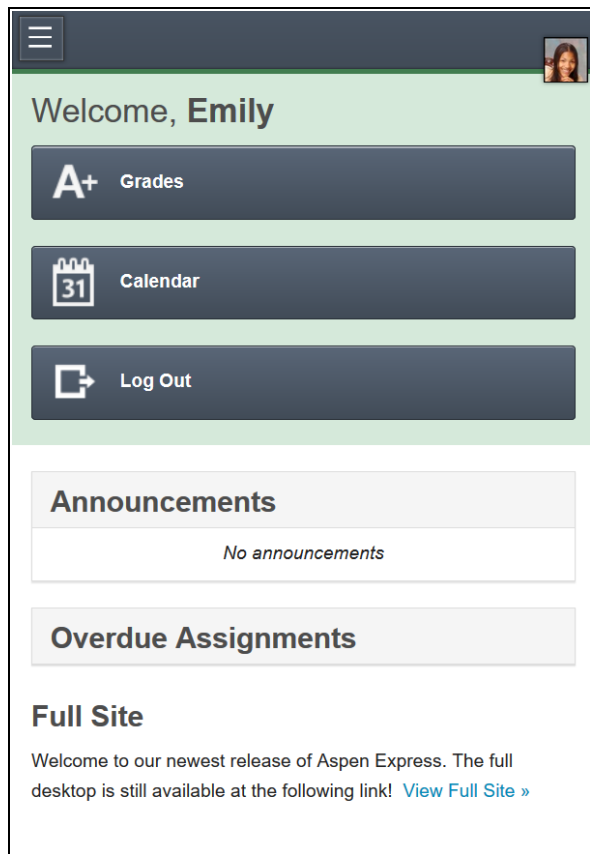 Welcome, Emily
A+ Grades
31 Calendar
Log Out
Announcements
No announcements
Overdue Assignments
Full Site
Welcome to our newest release of Aspen Express. The full
desktop is still available at the following link! View Full Site »